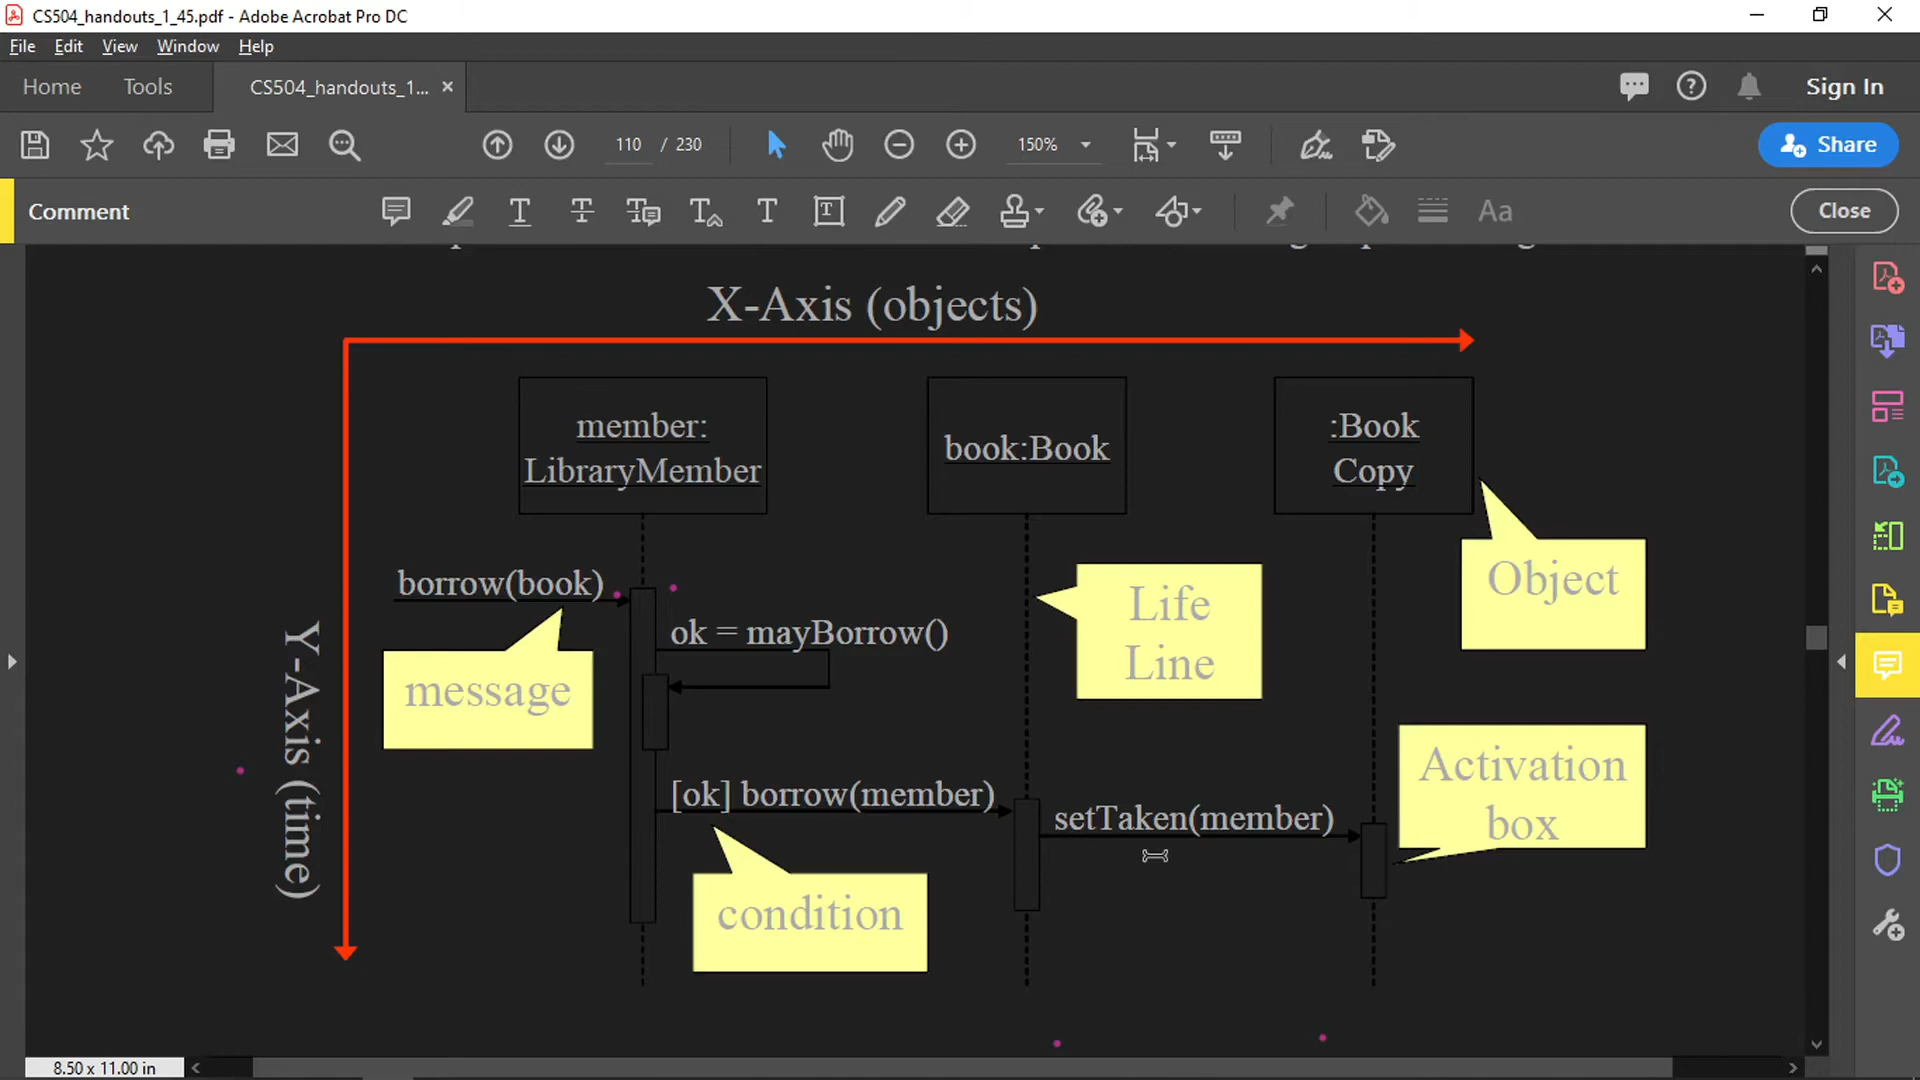 CS504_handouts_1_45.pdf - Adobe Acrobat Pro DC
File Edit View Window Help
Home Tools CS504_handouts_1... × Sign In
110 / 230 150% Share
Comment Aa Close
X-Axis (objects)
member:
LibraryMember
book:Book
:Book
Copy
Object
borrow(book)
Life
Line
ok = mayBorrow()
message
Y-Axis (time)
Activation
box
[ok] borrow(member)
setTaken(member)
condition
8.50 x 11.00 in